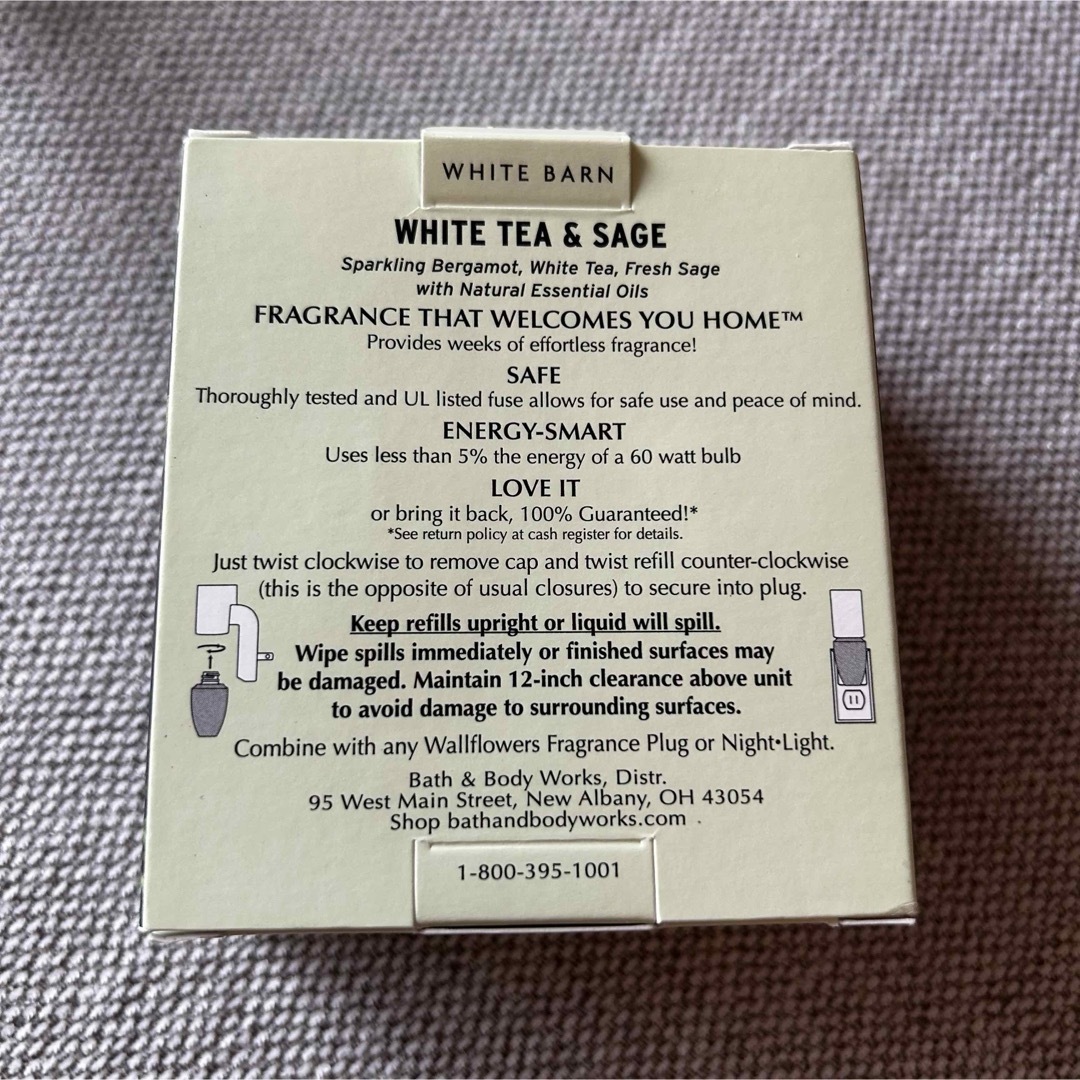 WHITE BARN
WHITE TEA & SAGE
Sparkling Bergamot, White Tea, Fresh Sage
with Natural Essential Oils
FRAGRANCE THAT WELCOMES YOU HOME™
Provides weeks of effortless fragrance!
SAFE
Thoroughly tested and UL listed fuse allows for safe use and peace of mind.
ENERGY-SMART
Uses less than 5% the energy of a 60 watt bulb
LOVE IT
or bring it back, 100% Guaranteed!*
*See return policy at cash register for details.
Just twist clockwise to remove cap and twist refill counter-clockwise
(this is the opposite of usual closures) to secure into plug.
Keep refills upright or liquid will spill.
Wipe spills immediately or finished surfaces may
be damaged. Maintain 12-inch clearance above unit
to avoid damage to surrounding surfaces.
Combine with any Wallflowers Fragrance Plug or Night•Light.
Bath & Body Works, Distr.
95 West Main Street, New Albany, OH 43054
Shop bathandbodyworks.com
1-800-395-1001